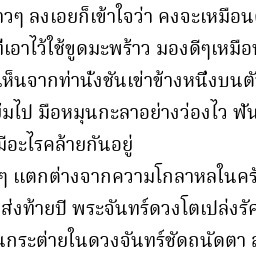 วๆ ลงเอยก็เข้าใจว่า คงจะเหมือน
ที่เอาไว้ใช้ขูดมะพร้าว มองดีๆเหมือน
เห็นจากท่านั่งชันเข่าข้างหนึ่งบนตั
มไป มือหมุนกะลาอย่างว่องไว ฟัน
มีอะไรคล้ายกันอยู่
ๆ แตกต่างจากความโกลาหลในครั
ส่งท้ายปี พระจันทร์ดวงโตเปล่งรัศ
นกระต่ายในดวงจันทร์ชัดถนัดตา